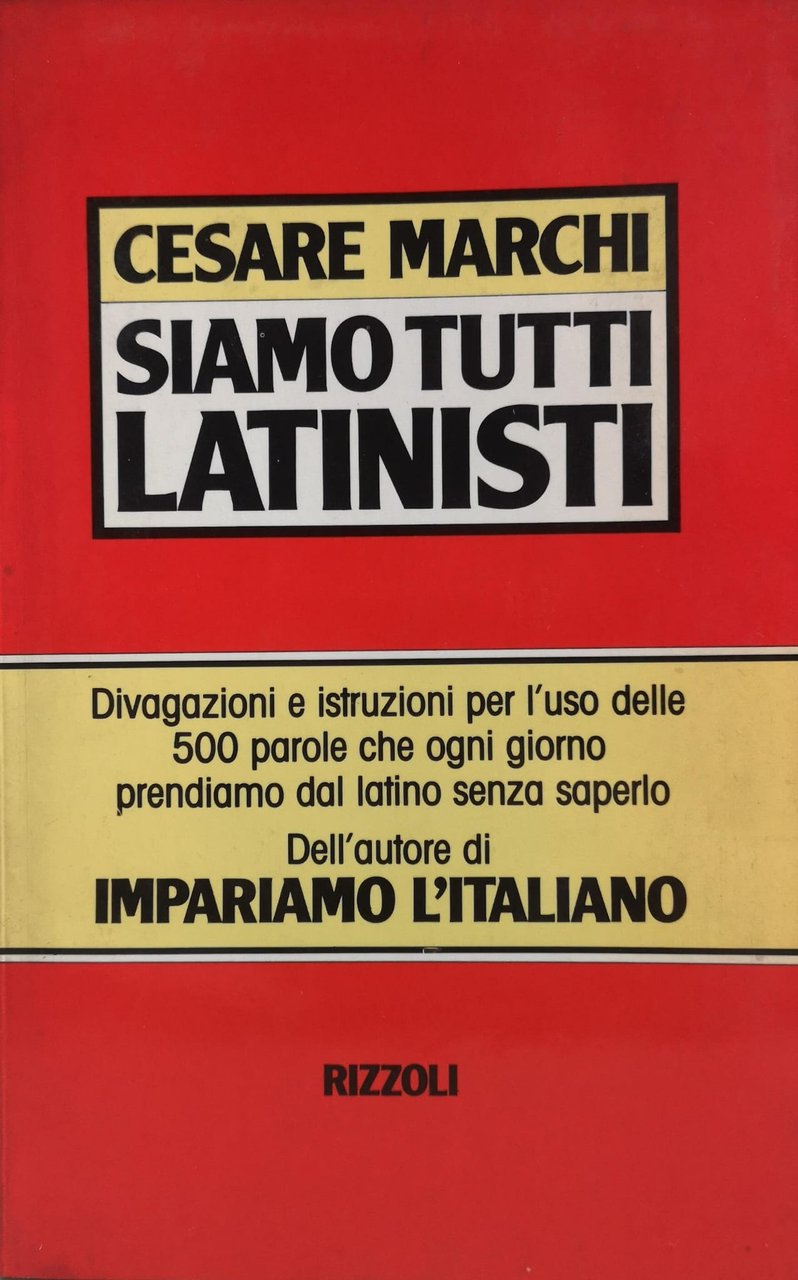 CESARE MARCHI
SIAMO TUTTI
LATINISTI
Divagazioni e istruzioni per l'uso delle
500 parole che ogni giorno
prendiamo dal latino senza saperlo
Dell'autore di
IMPARIAMO L'ITALIANO
RIZZOLI